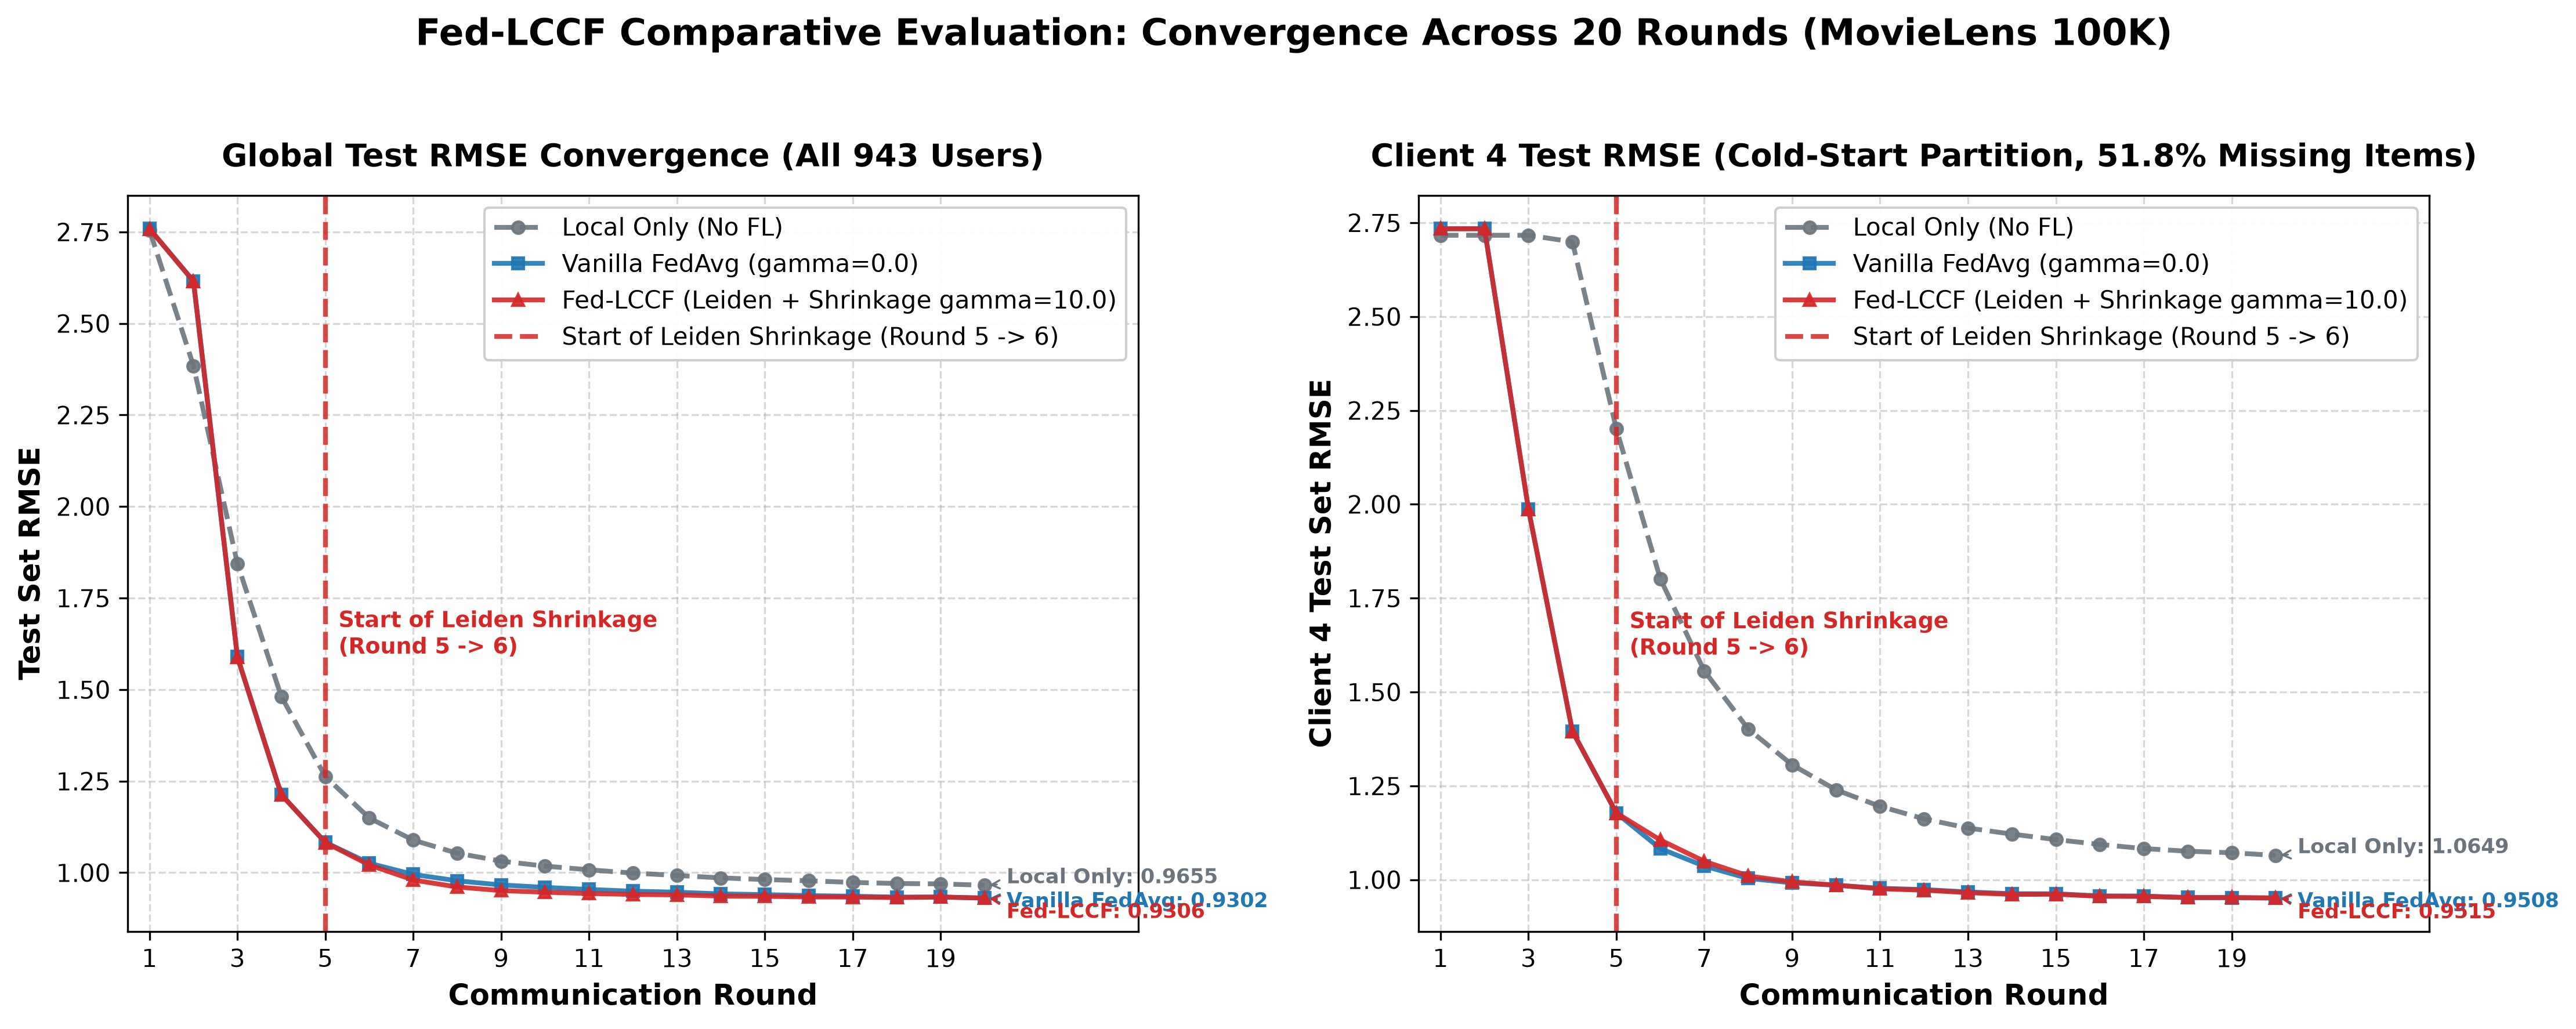 Fed-LCCF Comparative Evaluation: Convergence Across 20 Rounds (MovieLens 100K)
Global Test RMSE Convergence (All 943 Users)
Test Set RMSE
2.75
2.50
2.25
2.00
1.75
1.50
1.25
1.00
Local Only (No FL)
Vanilla FedAvg (gamma=0.0)
Fed-LCCF (Leiden + Shrinkage gamma=10.0)
Start of Leiden Shrinkage (Round 5 -> 6)
Start of Leiden Shrinkage
(Round 5 -> 6)
Local Only: 0.9655
Vanilla FedAvg: 0.9302
Fed-LCCF: 0.9306
1 3 5 7 9 11 13 15 17 19
Communication Round
Client 4 Test RMSE (Cold-Start Partition, 51.8% Missing Items)
Client 4 Test Set RMSE
2.75
2.50
2.25
2.00
1.75
1.50
1.25
1.00
Local Only (No FL)
Vanilla FedAvg (gamma=0.0)
Fed-LCCF (Leiden + Shrinkage gamma=10.0)
Start of Leiden Shrinkage (Round 5 -> 6)
Start of Leiden Shrinkage
(Round 5 -> 6)
Local Only: 1.0649
Vanilla FedAvg: 0.9508
Fed-LCCF: 0.9515
1 3 5 7 9 11 13 15 17 19
Communication Round